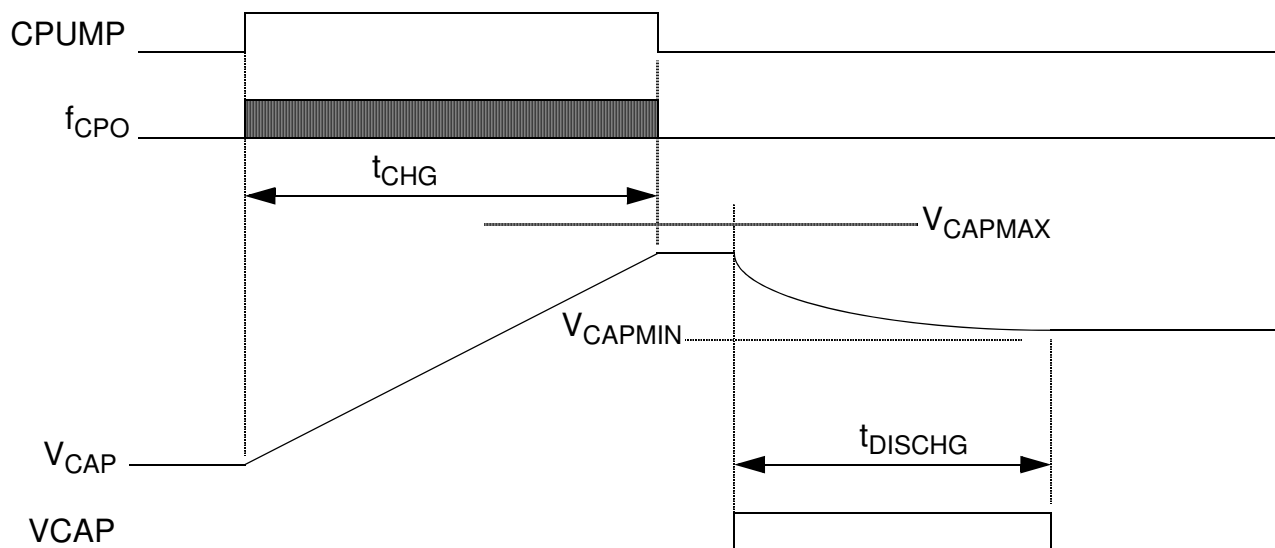 CPUMP
fCPO
tCHG
VCAPMAX
VCAPMIN
VCAP
tDISCHG
VCAP